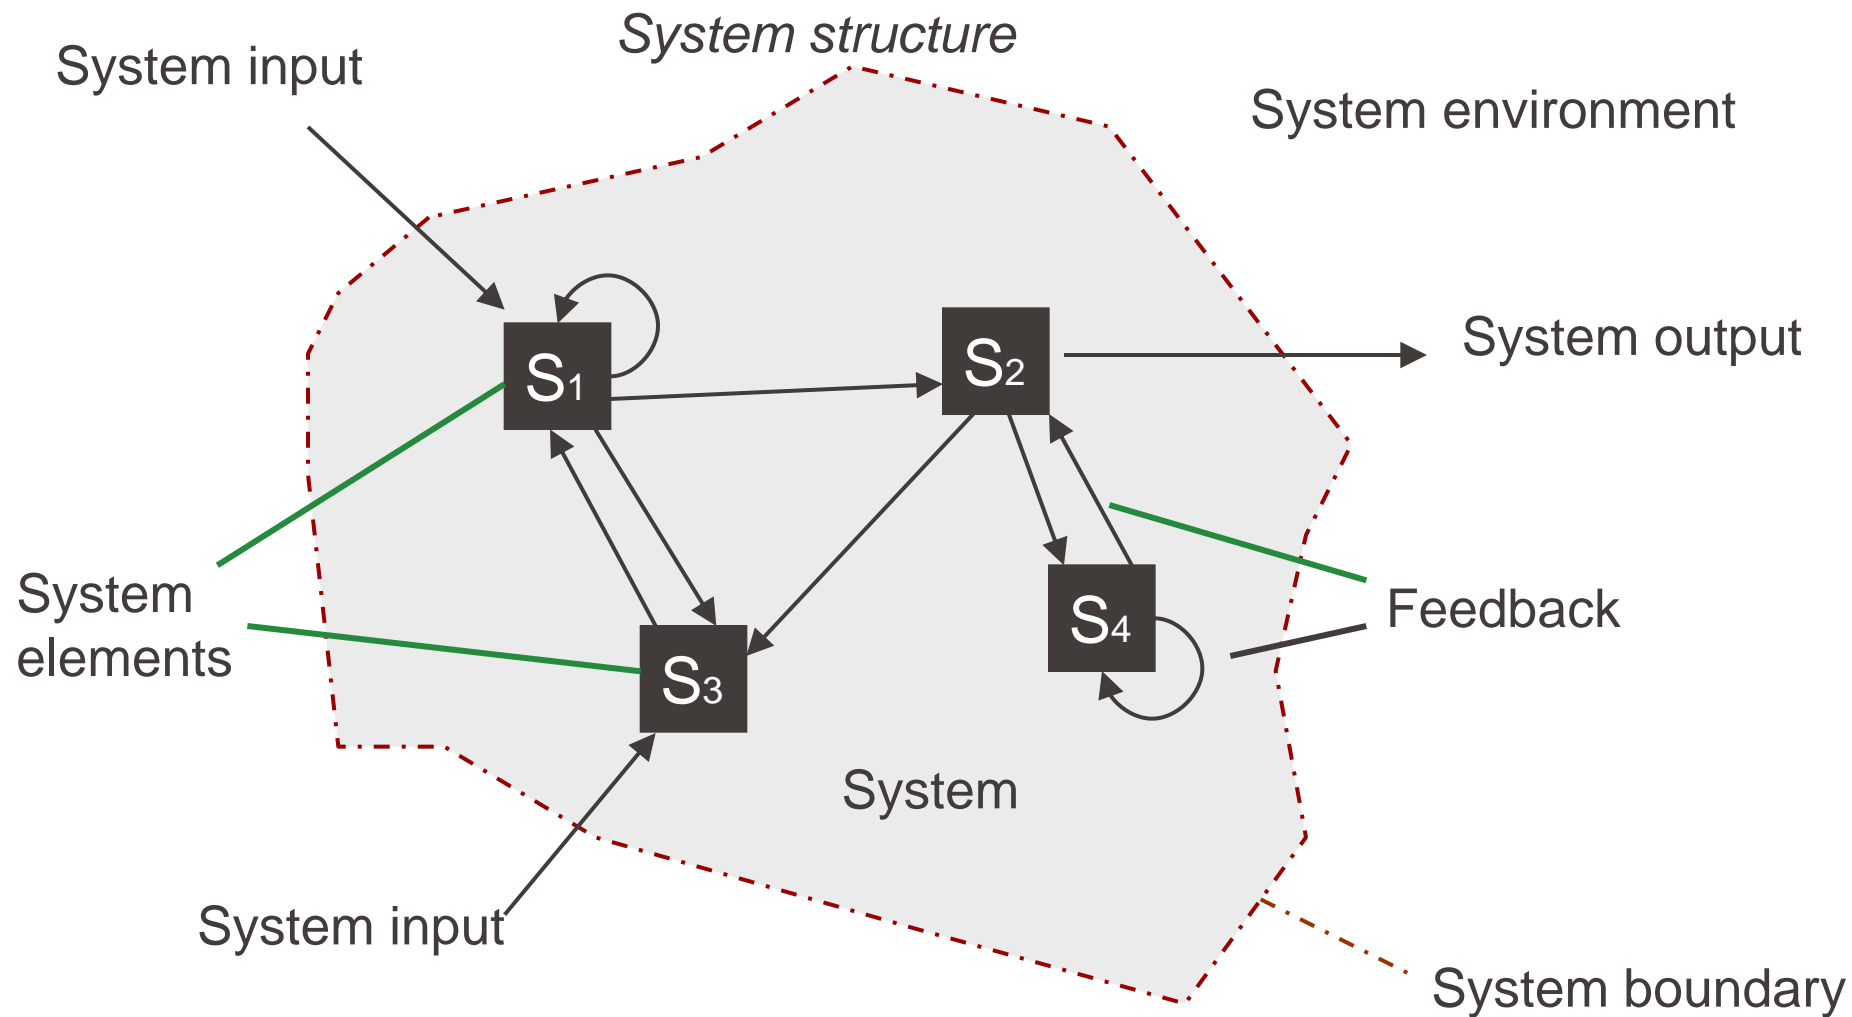 System structure
System input
System environment
System output
S1
S2
System
elements
Feedback
S4
S3
System
System input
System boundary